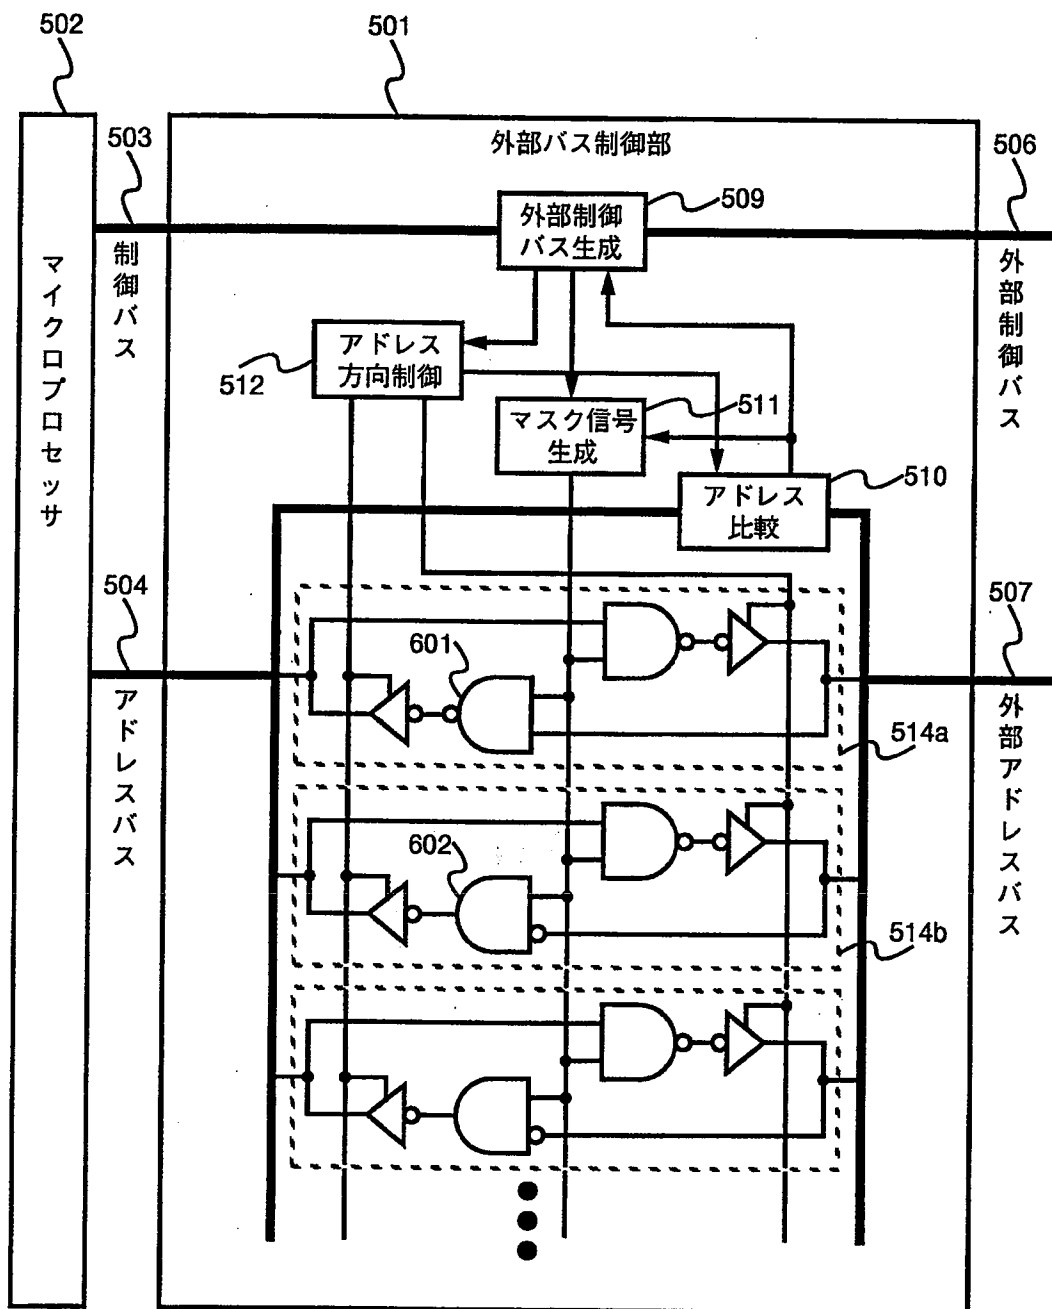 502
501
503
外部バス制御部
506
509
外部制御
バス生成
制御バス
外部制御バス
マイクロプロセッサ
アドレス
方向制御
512
511
マスク信号
生成
510
アドレス
比較
504
507
601
アドレスバス
外部アドレスバス
514a
602
514b